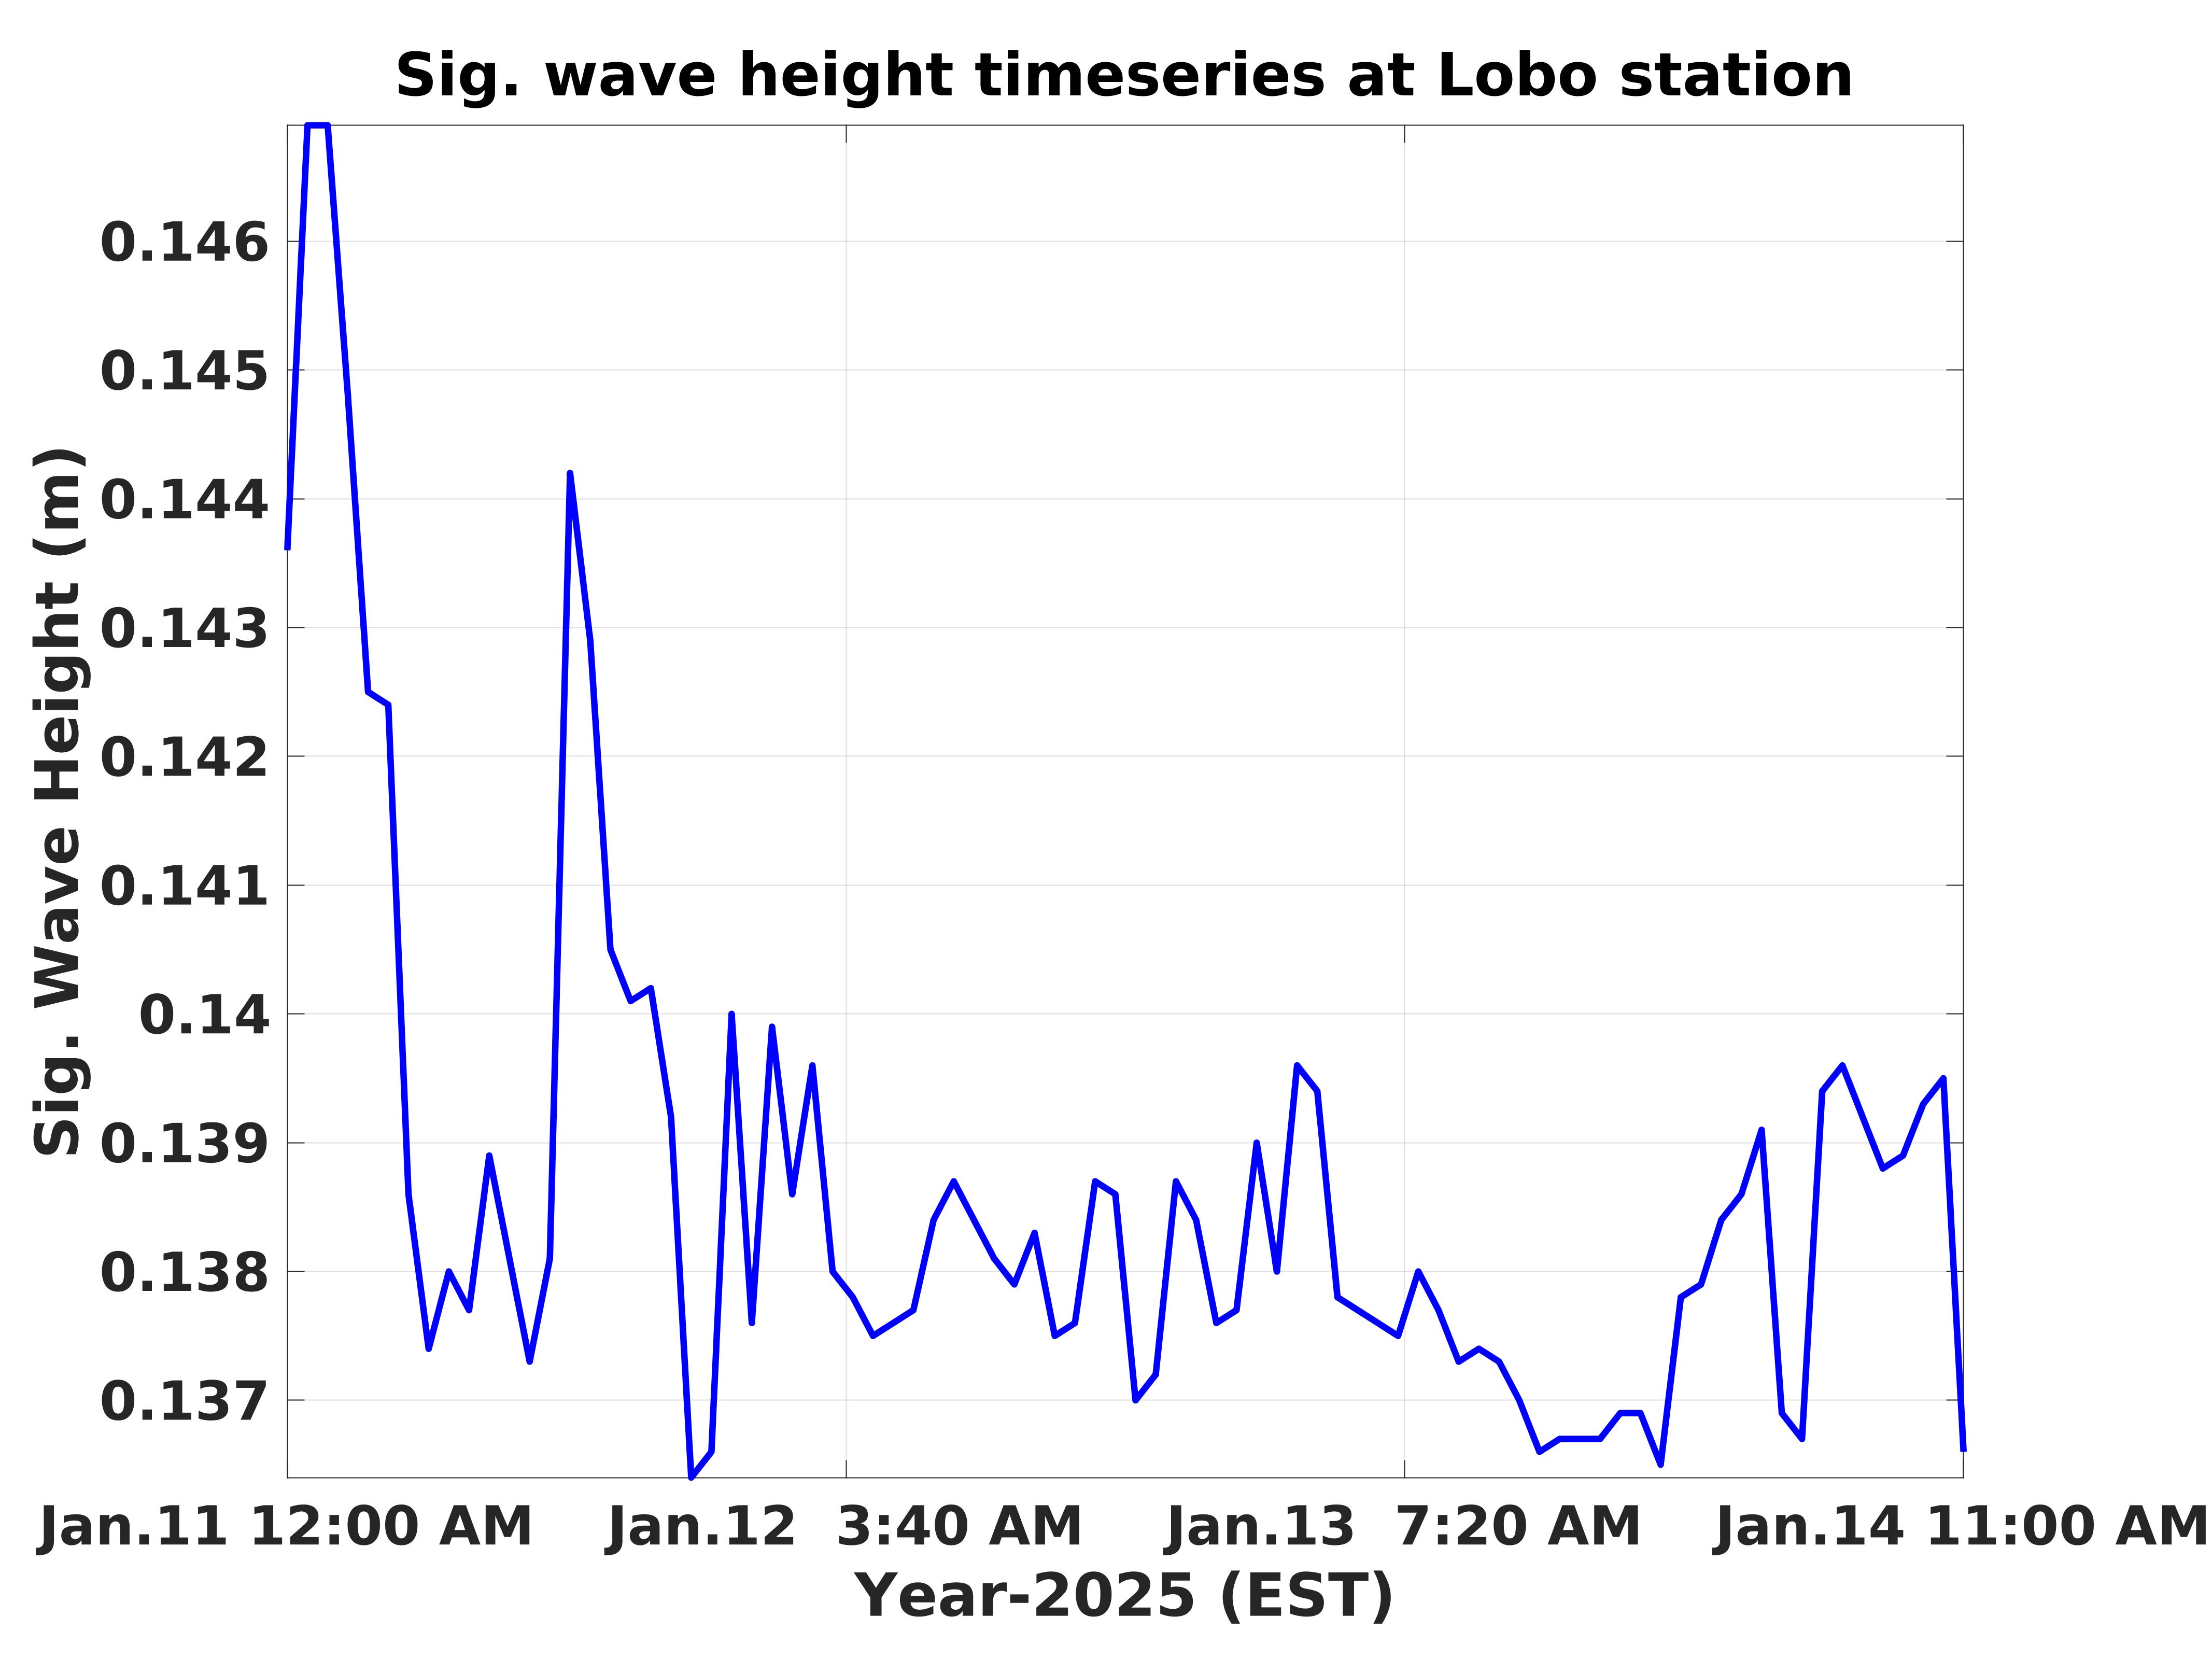 Sig. wave height timeseries at Lobo station
0.146
0.145
0.144
0.143
0.142
0.141
0.14
0.139
0.138
0.137
Sig. Wave Height (m)
Jan.11 12:00 AM Jan.12 3:40 AM Jan.13 7:20 AM Jan.14 11:00 AM
Year-2025 (EST)